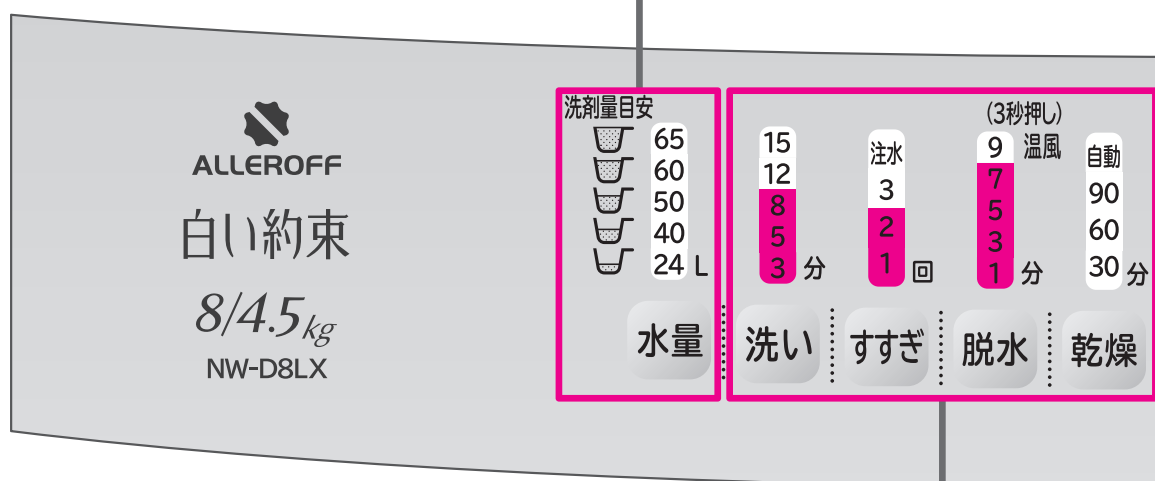 ALLEROFF
白い約束
8/4.5kg
NW-D8LX
洗剤量目安
65
60
50
40
24 L
水量
15
12
8
5
3 分
洗い
注水
3
2
1 回
すすぎ
(3秒押し)
9 温風
7
5
3
1 分
脱水
自動
90
60
30 分
乾燥